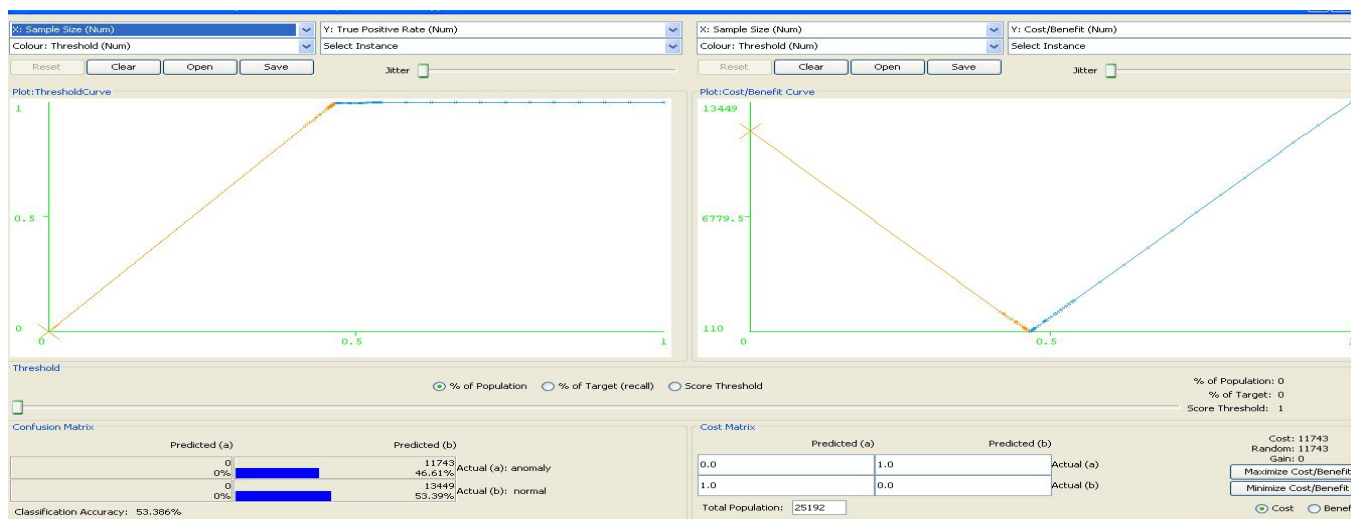 X: Sample Size (Num) Y: True Positive Rate (Num) X: Sample Size (Num) Y: Cost/Benefit (Num)
Colour: Threshold (Num) Select Instance Colour: Threshold (Num) Select Instance
Reset Clear Open Save Jitter Reset Clear Open Save Jitter
Plot:ThresholdCurve Plot:Cost/Benefit Curve
1 13449
0.5 6779.5
0 110
0 0.5 1 0 0.5
Threshold
% of Population % of Target (recall) Score Threshold % of Population: 0
% of Target: 0
Score Threshold: 1
Confusion Matrix Cost Matrix
Predicted (a) Predicted (b) Predicted (a) Predicted (b) Cost: 11743
Random: 11743
Gain: 0
0 11743 Actual (a): anomaly 0.0 1.0 Actual (a)
0% 46.61% Maximize Cost/Benefit
0 13449 Actual (b): normal 1.0 0.0 Actual (b)
0% 53.39% Minimize Cost/Benefit
Classification Accuracy: 53.386% Total Population: 25192 Cost Benef